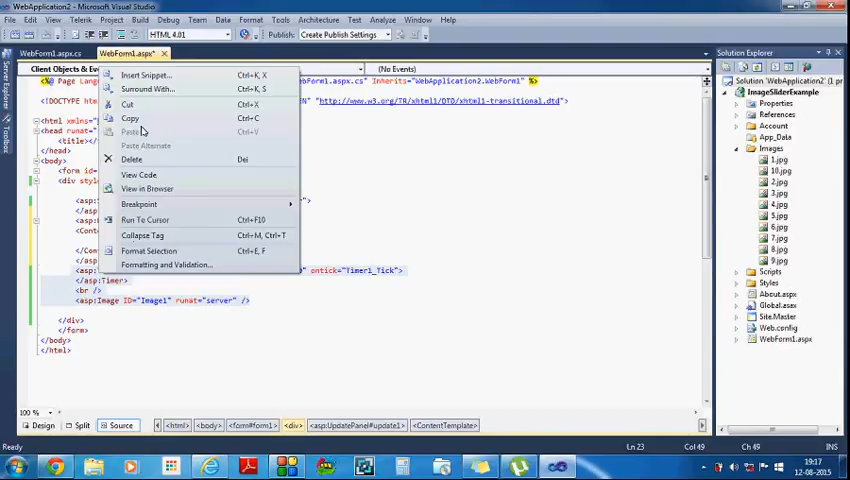 WebApplication2 - Microsoft Visual Studio
File Edit View Project Build Debug Team Data Format Tools Architecture Test Analyze Window Help
HTML 4.01
Publish: Create Publish Settings
WebForm1.aspx.cs WebForm1.aspx*
Client Objects & Ev
(No Events)
<%@ Page Lang
WebForm1.aspx.cs" Inherits="WebApplication2.WebForm1" %>
<!DOCTYPE
EN" "http://www.w3.org/TR/xhtml1/DTD/xhtml1-transitional.dtd
<html xmlns="
<head runat="
<title></
</head>
<body>
<form id=
<div style
<asp:
">
</a
<asp:
<Con
</Con
<asp:
ontick="Timer1_Tick">
</asp:Timer>
<br />
<asp:Image ID="Image1" runat="server" />
</div>
</form>
</body>
</html>
Insert Snippet... Ctrl+K, X
Surround With... Ctrl+K, S
Cut Ctrl+X
Copy Ctrl+C
Paste Ctrl+V
Paste Alternate
Delete Del
View Code
View in Browser
Breakpoint
Run To Cursor Ctrl+F10
Collapse Tag Ctrl+M, Ctrl+T
Format Selection Ctrl+E, F
Formatting and Validation...
Server Explorer
Toolbox
Solution Explorer
Solution 'WebApplication2'
ImageSliderExample
Properties
References
Account
App_Data
Images
1.jpg
10.jpg
2.jpg
3.jpg
4.jpg
5.jpg
6.jpg
7.jpg
8.jpg
9.jpg
Scripts
Styles
About.aspx
Global.asax
Site.Master
Web.config
WebForm1.aspx
100 %
Design Split Source <html> <body> <form#form1> <div> <asp:UpdatePanel#update1> <ContentTemplate>
Ready Ln 23 Col 49 Ch 49 INS
19:17
12-08-2015